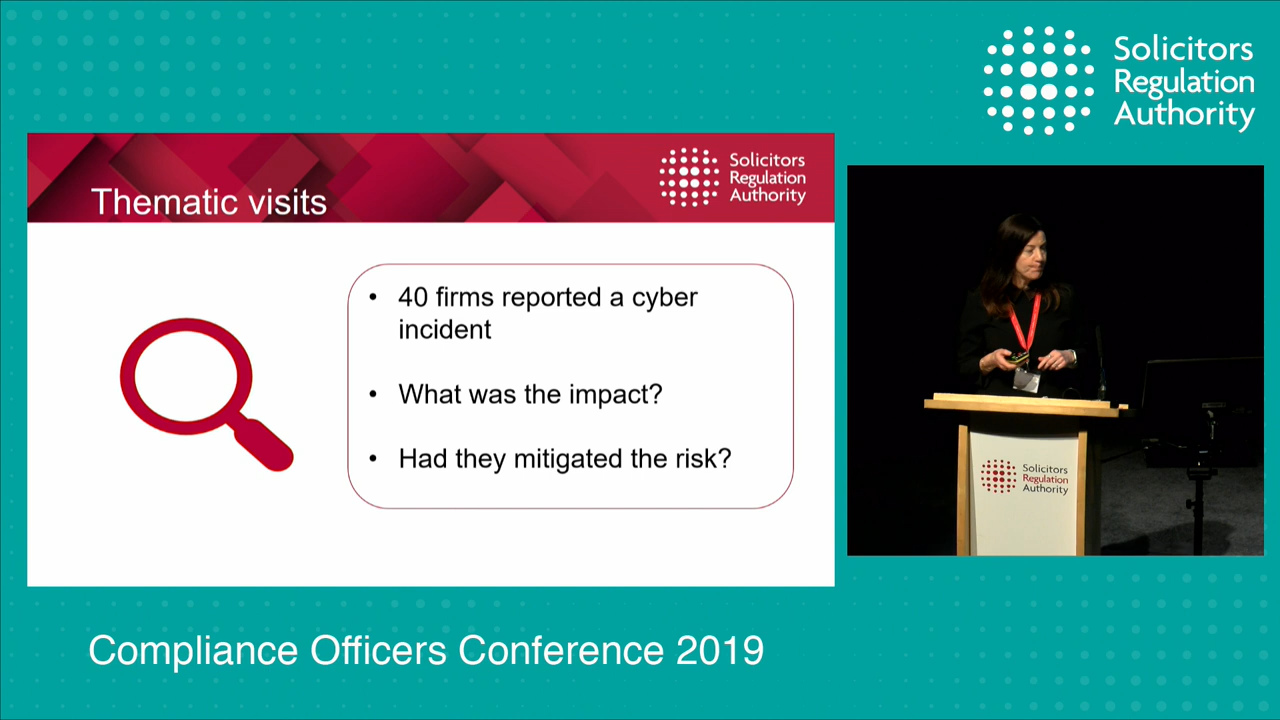 Solicitors
Regulation
Authority
Thematic visits
Solicitors
Regulation
Authority
• 40 firms reported a cyber
incident
• What was the impact?
• Had they mitigated the risk?
Solicitors
Regulation
Authority
Compliance Officers Conference 2019